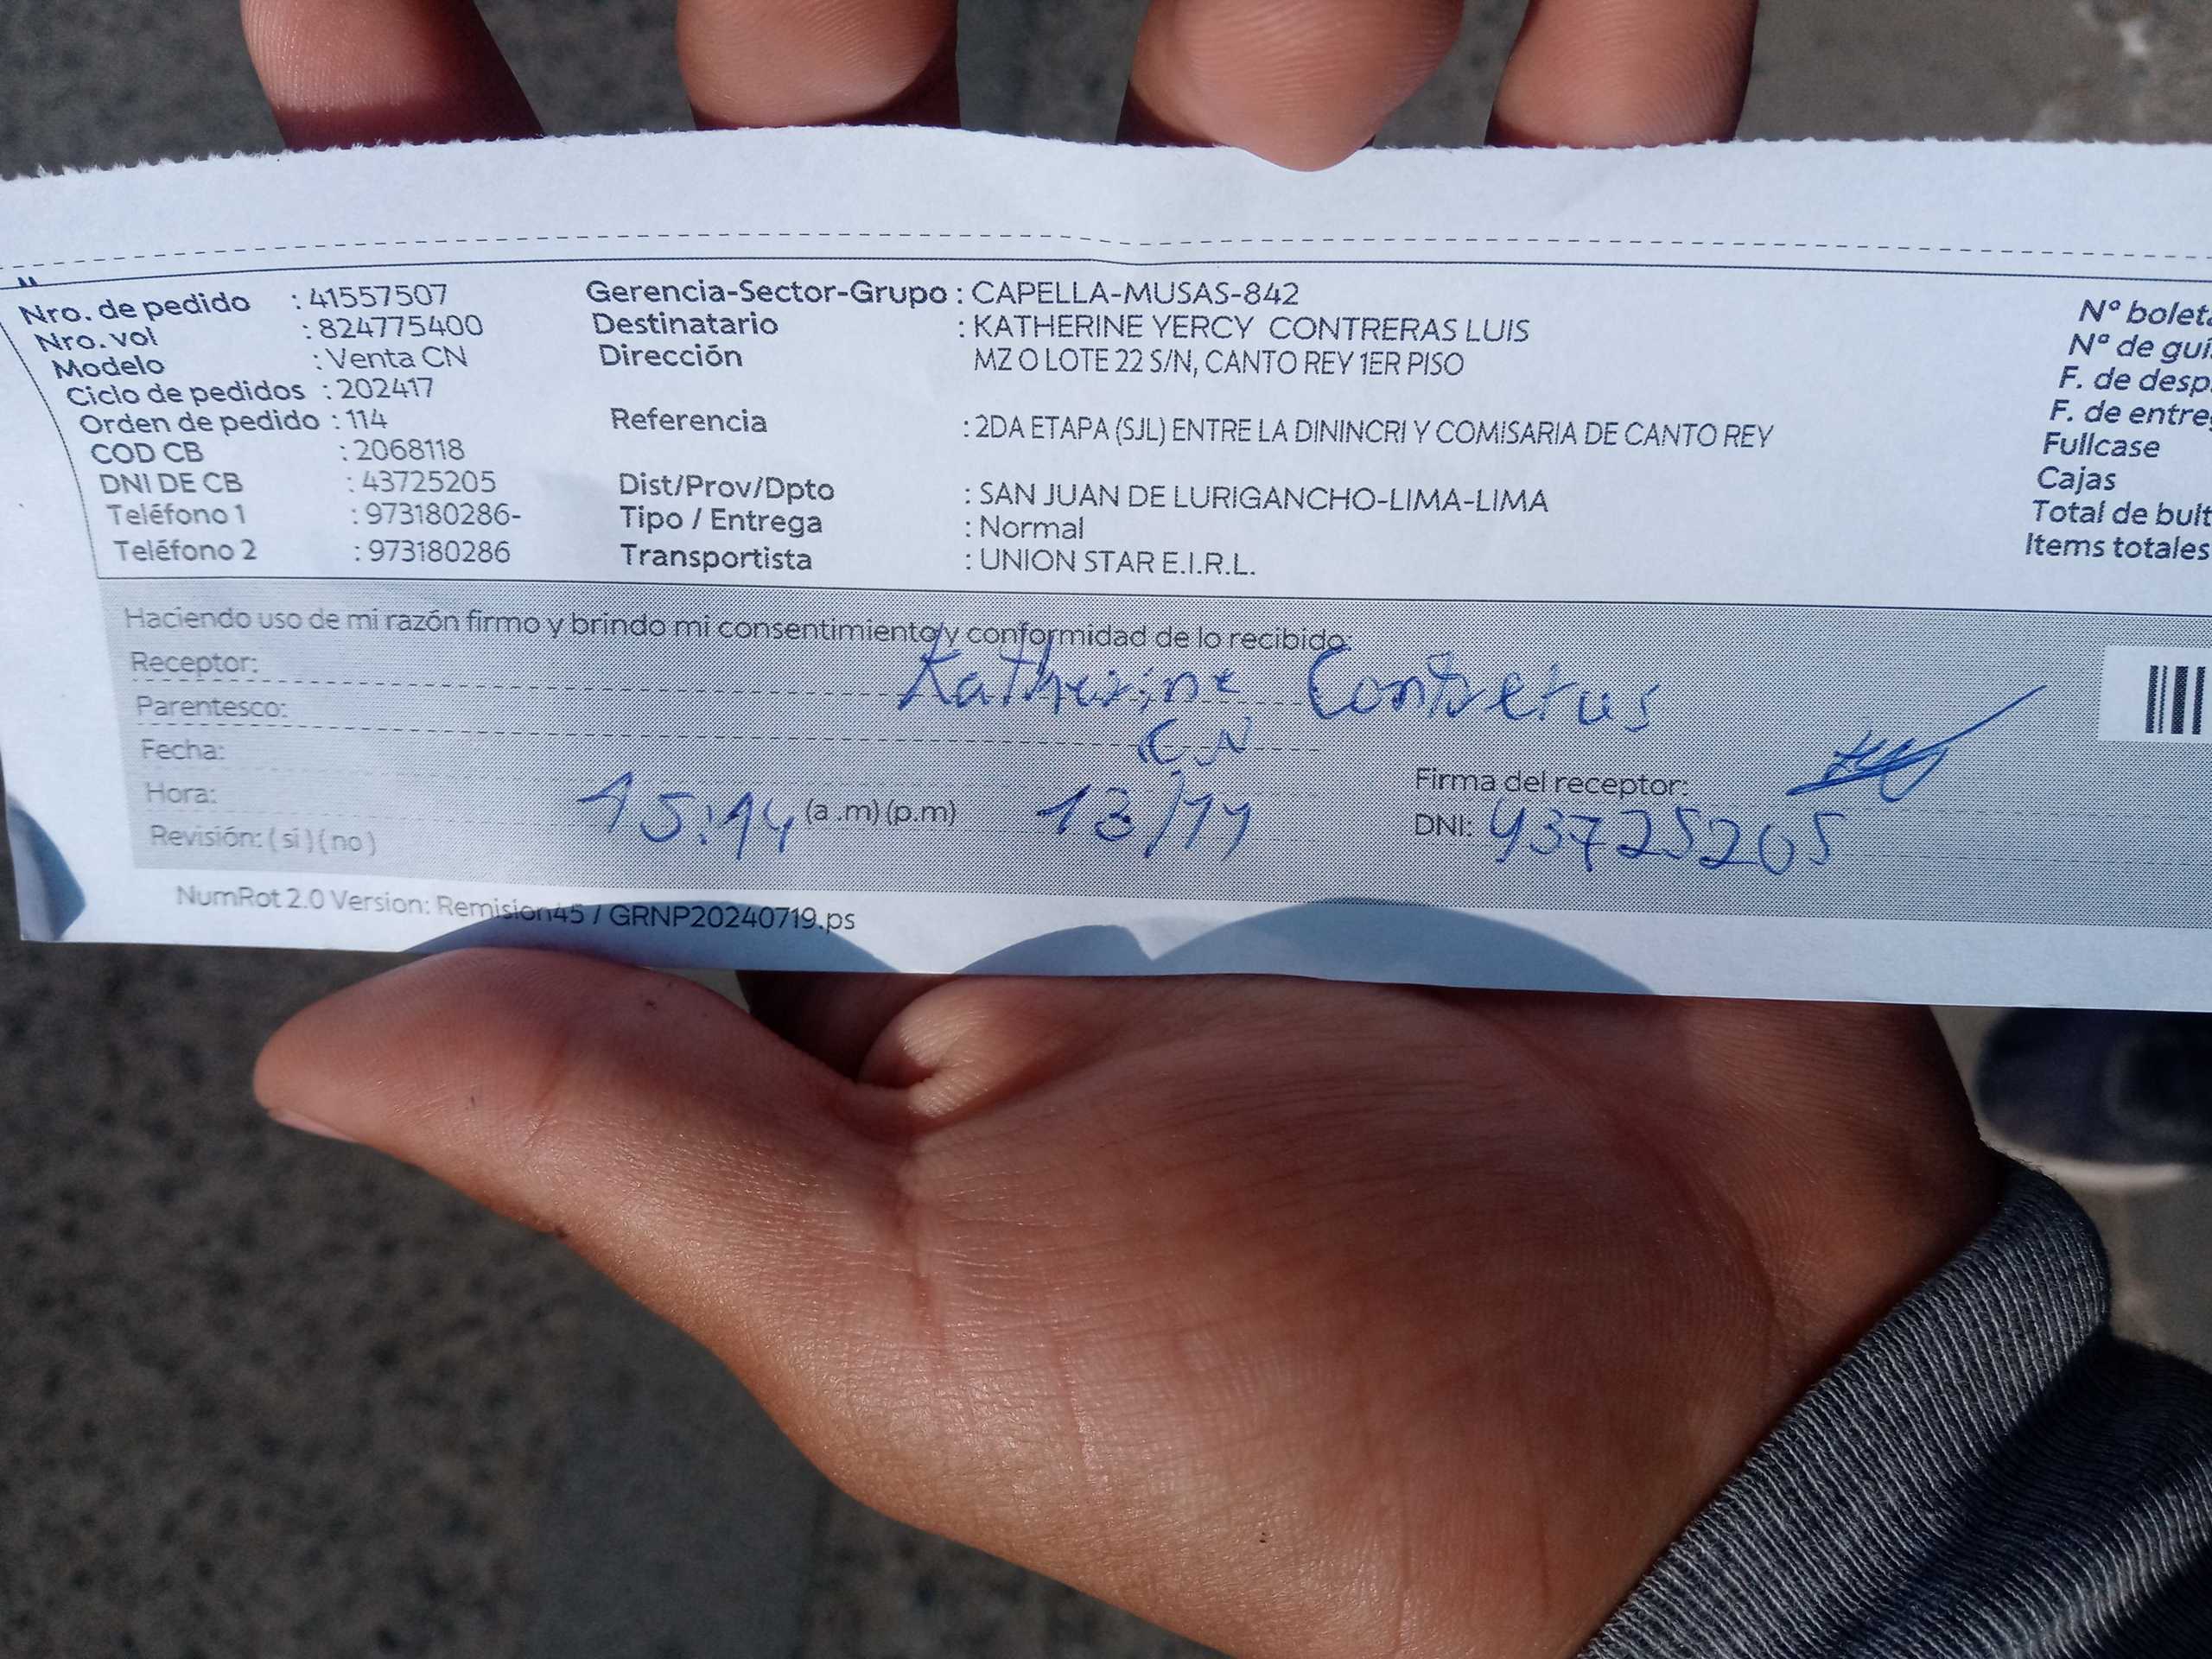 Nro. de pedido : 41557507
Nro. vol : 824775400
Modelo : Venta CN
Ciclo de pedidos : 202417
Orden de pedido : 114
COD CB : 2068118
DNI DE CB : 43725205
Teléfono 1 : 973180286-
Teléfono 2 : 973180286
Gerencia-Sector-Grupo : CAPELLA-MUSAS-842
Destinatario : KATHERINE YERCY CONTRERAS LUIS
Dirección MZ O LOTE 22 S/N, CANTO REY 1ER PISO
Referencia : 2DA ETAPA (SJL) ENTRE LA DININCRI Y COMISARIA DE CANTO REY
Dist/Prov/Dpto : SAN JUAN DE LURIGANCHO-LIMA-LIMA
Tipo / Entrega : Normal
Transportista : UNION STAR E.I.R.L.
Nº bolet
Nº de guí
F. de desp
F. de entre
Fullcase
Cajas
Total de bult
Items totales
Haciendo uso de mi razón firmo y brindo mi consentimiento y conformidad de lo recibido:
Receptor: Katherine Contreras
Parentesco: CN
Fecha:
Hora: 15:14 (a .m) (p.m) 13/11
Revisión: ( si ) ( no )
Firma del receptor:
DNI: 43725205
NumRot 2.0 Version: Remision45 / GRNP20240719.ps